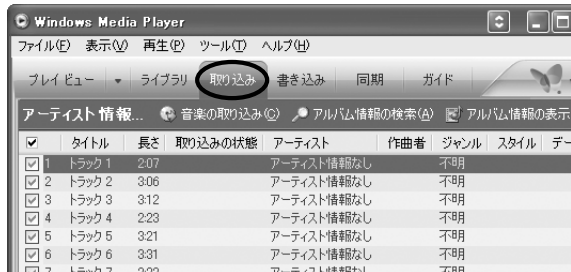 Windows Media Player
ファイル(F) 表示(V) 再生(P) ツール(T) ヘルプ(H)
プレイ ビュー ライブラリ 取り込み 書き込み 同期 ガイド
アーティスト情報... 音楽の取り込み(C) アルバム情報の検索(A) アルバム情報の表示
タイトル 長さ 取り込みの状態 アーティスト 作曲者 ジャンル スタイル デー
1 トラック 1 2:07 アーティスト情報なし 不明
2 トラック 2 3:06 アーティスト情報なし 不明
3 トラック 3 3:12 アーティスト情報なし 不明
4 トラック 4 2:23 アーティスト情報なし 不明
5 トラック 5 3:21 アーティスト情報なし 不明
6 トラック 6 3:31 アーティスト情報なし 不明